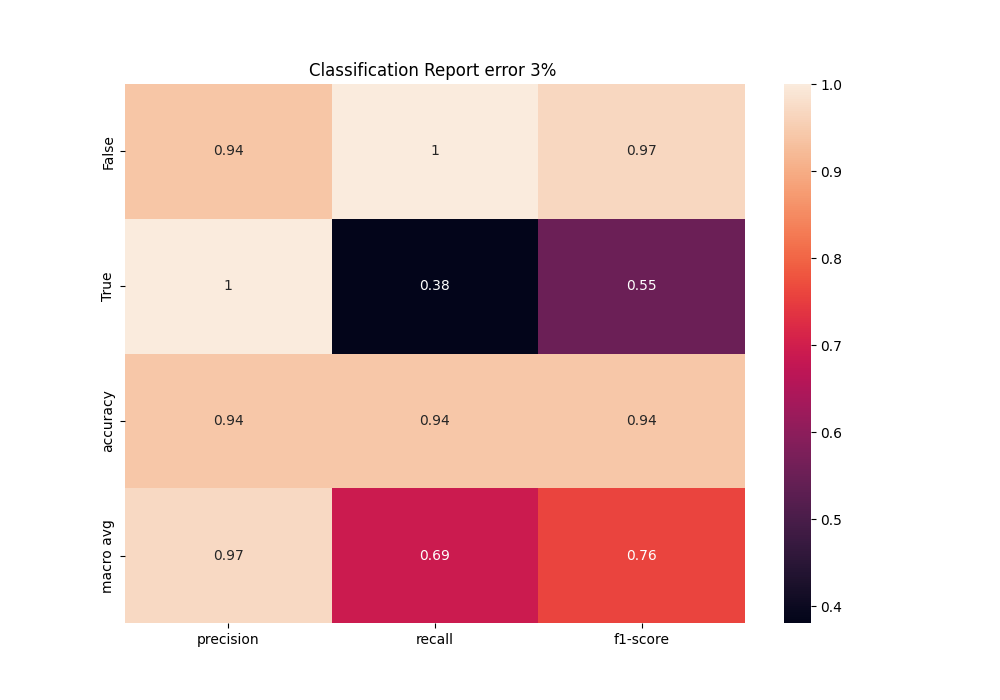 Classification Report error 3%
False
0.94
1
0.97
True
1
0.38
0.55
accuracy
0.94
0.94
0.94
macro avg
0.97
0.69
0.76
precision
recall
f1-score
1.0
0.9
0.8
0.7
0.6
0.5
0.4